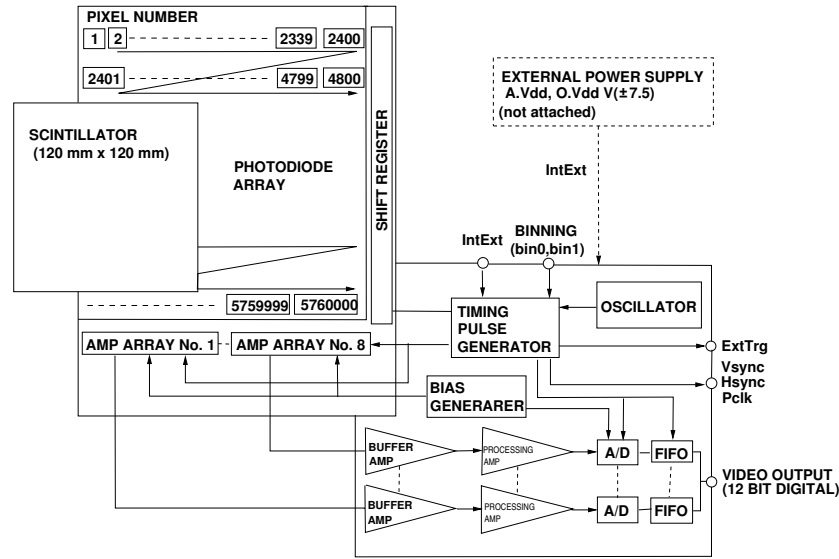 PIXEL NUMBER
1 2 2339 2400
2401 4799 4800
EXTERNAL POWER SUPPLY
A.Vdd, O.Vdd V(±7.5)
(not attached)
SCINTILLATOR
(120 mm x 120 mm)
PHOTODIODE
ARRAY
SHIFT REGISTER
IntExt
IntExt
BINNING
(bin0,bin1)
5759999 5760000
TIMING
PULSE
GENERATOR
OSCILLATOR
AMP ARRAY No. 1
AMP ARRAY No. 8
ExtTrg
Vsync
Hsync
Pclk
BIAS
GENERARER
BUFFER
AMP
PROCESSING
AMP
A/D
FIFO
VIDEO OUTPUT
(12 BIT DIGITAL)
BUFFER
AMP
PROCESSING
AMP
A/D
FIFO